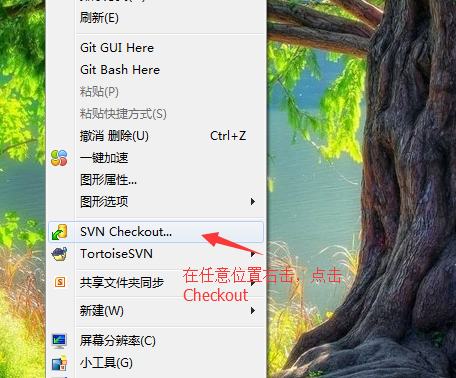 刷新(E)
Git GUI Here
Git Bash Here
粘贴(P)
粘贴快捷方式(S)
撤消 删除(U) Ctrl+Z
一键加速
图形属性...
图形选项
SVN Checkout...
TortoiseSVN
共享文件夹同步
在任意位置右击，点击
Checkout
新建(W)
屏幕分辨率(C)
小工具(G)